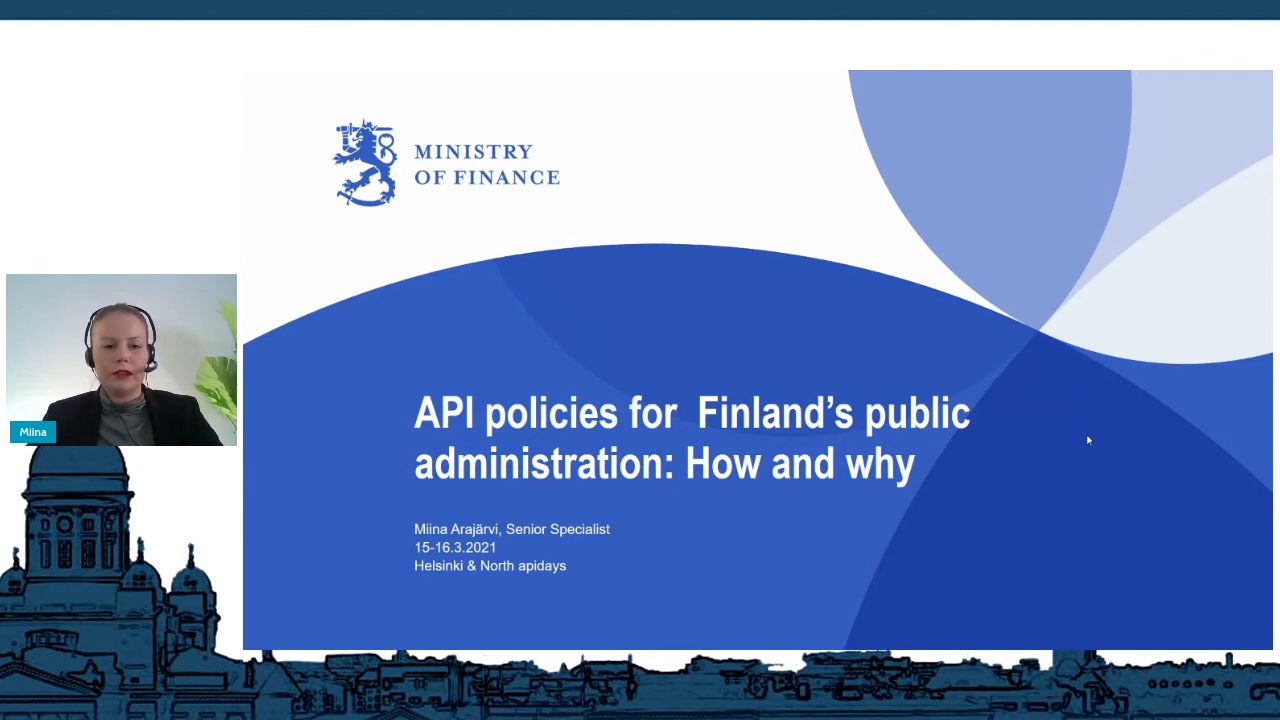 MINISTRY
OF FINANCE
Miina
API policies for Finland's public
administration: How and why
Miina Arajärvi, Senior Specialist
15-16.3.2021
Helsinki & North apidays